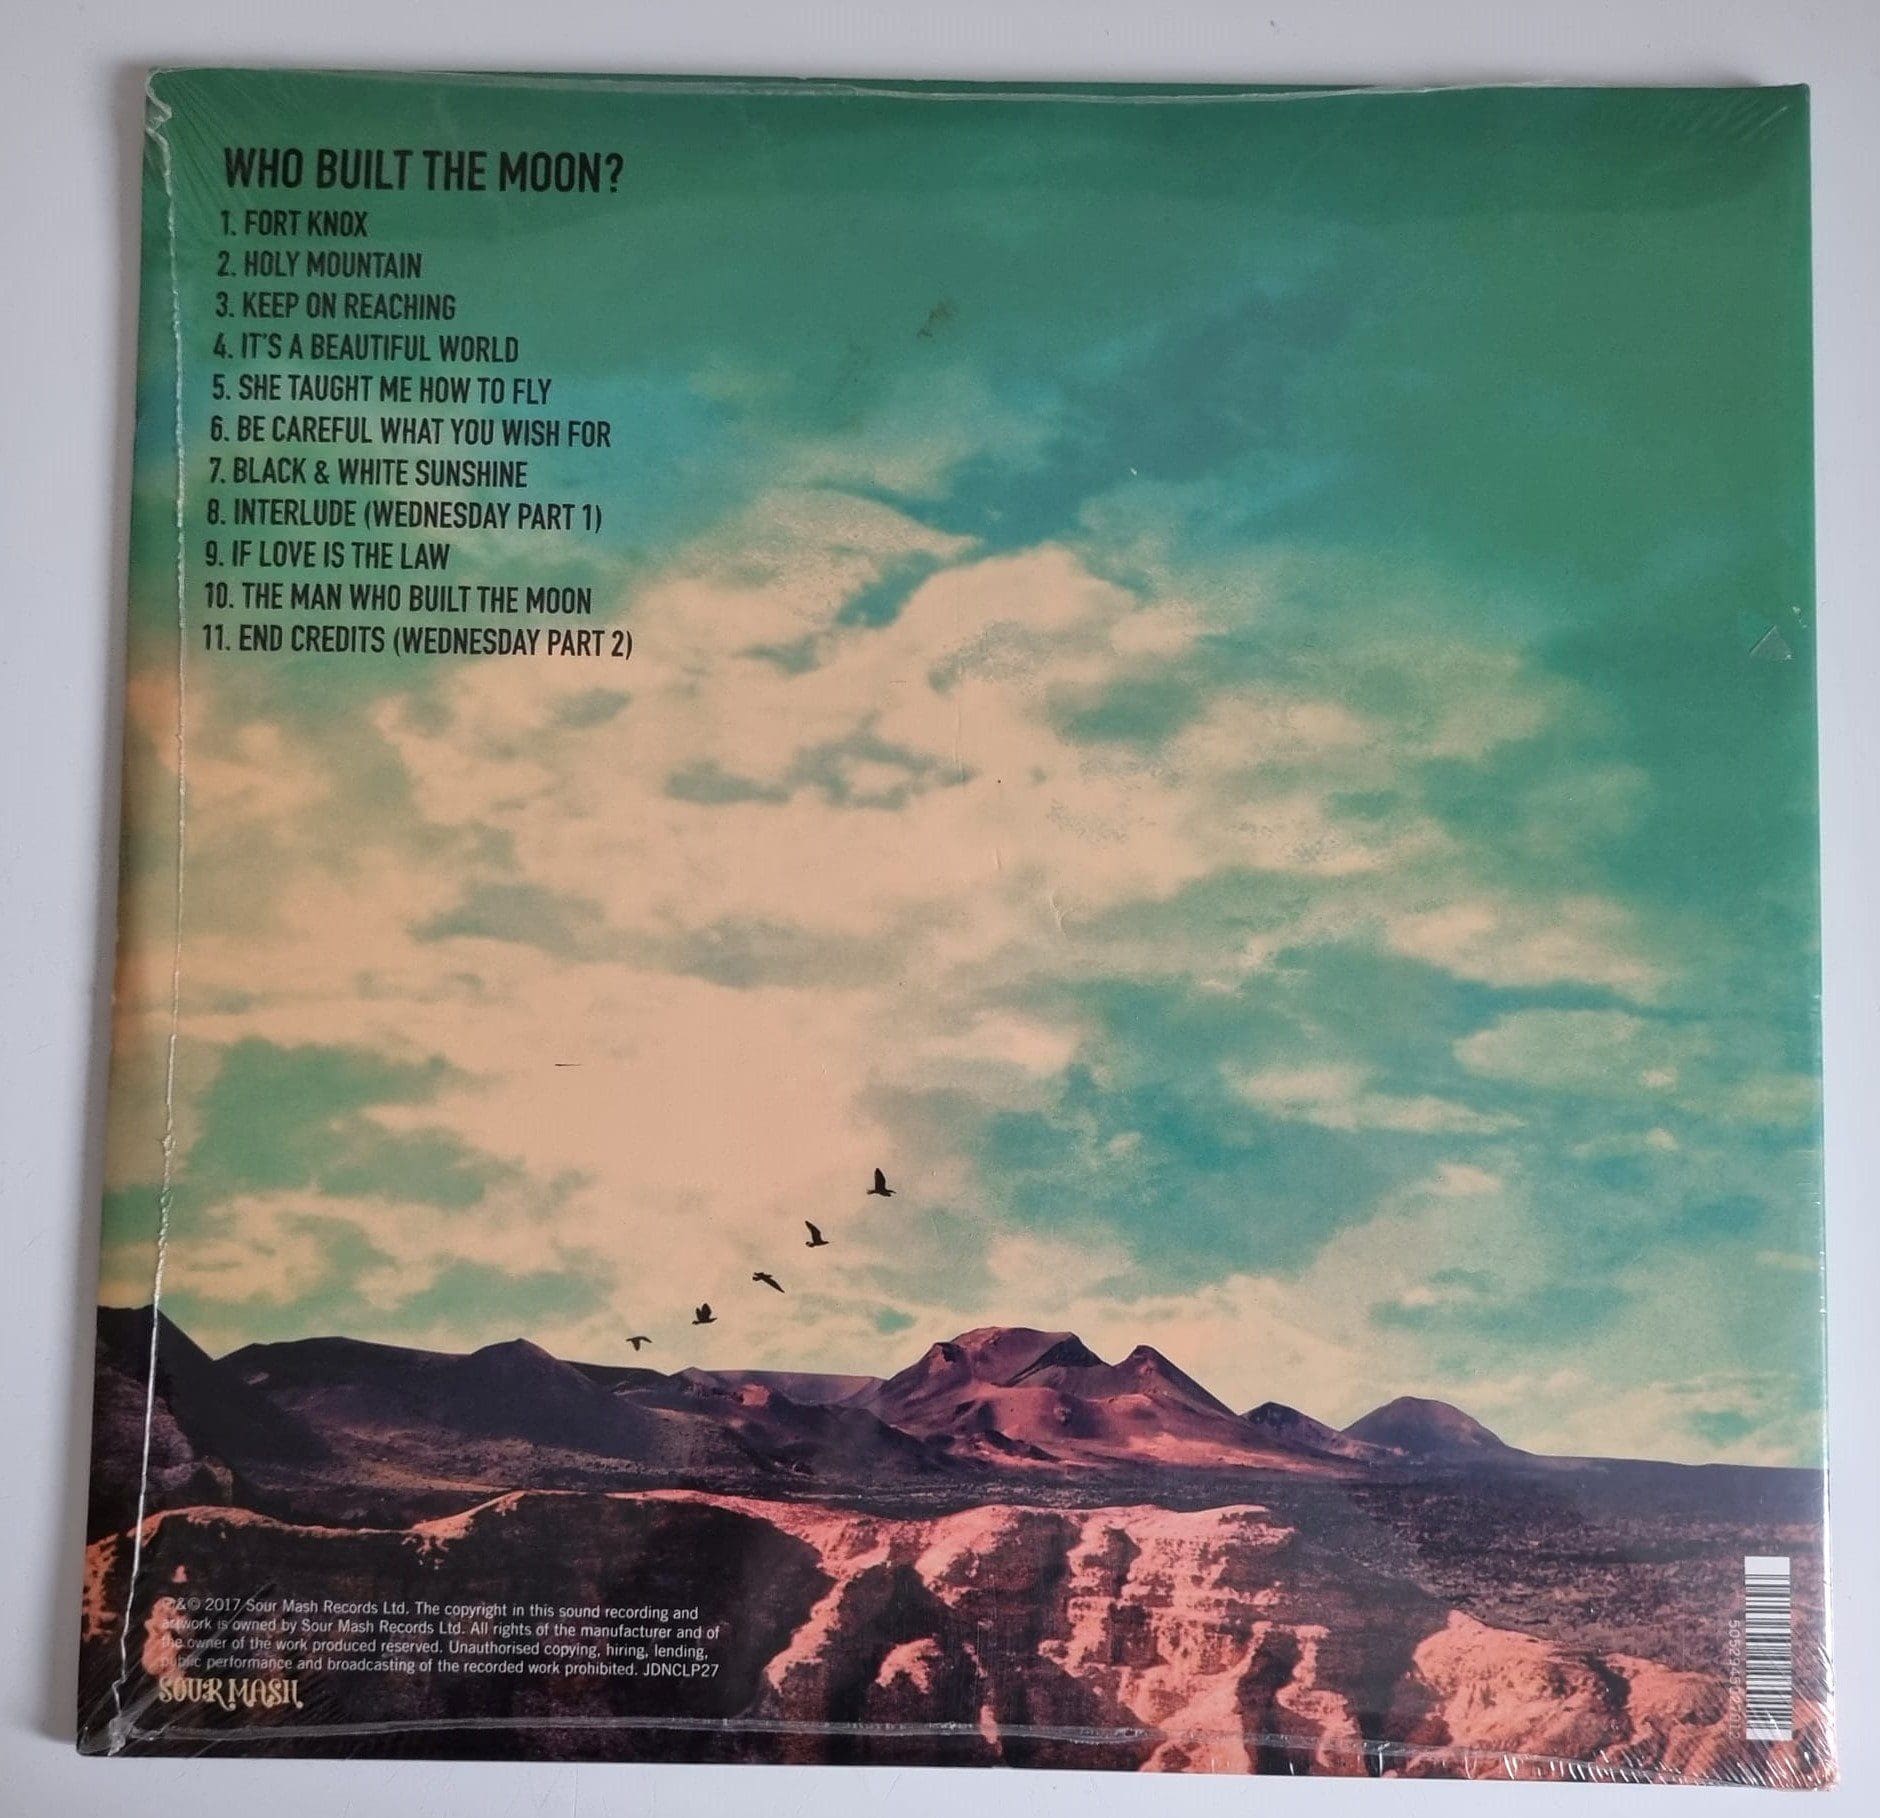 WHO BUILT THE MOON?
1. FORT KNOX
2. HOLY MOUNTAIN
3. KEEP ON REACHING
4. IT'S A BEAUTIFUL WORLD
5. SHE TAUGHT ME HOW TO FLY
6. BE CAREFUL WHAT YOU WISH FOR
7. BLACK & WHITE SUNSHINE
8. INTERLUDE (WEDNESDAY PART 1)
9. IF LOVE IS THE LAW
10. THE MAN WHO BUILT THE MOON
11. END CREDITS (WEDNESDAY PART 2)
℗&© 2017 Sour Mash Records Ltd. The copyright in this sound recording and
artwork is owned by Sour Mash Records Ltd. All rights of the manufacturer and of
the owner of the work produced reserved. Unauthorised copying, hiring, lending,
public performance and broadcasting of the recorded work prohibited. JDNCLP27
SOUR MASH